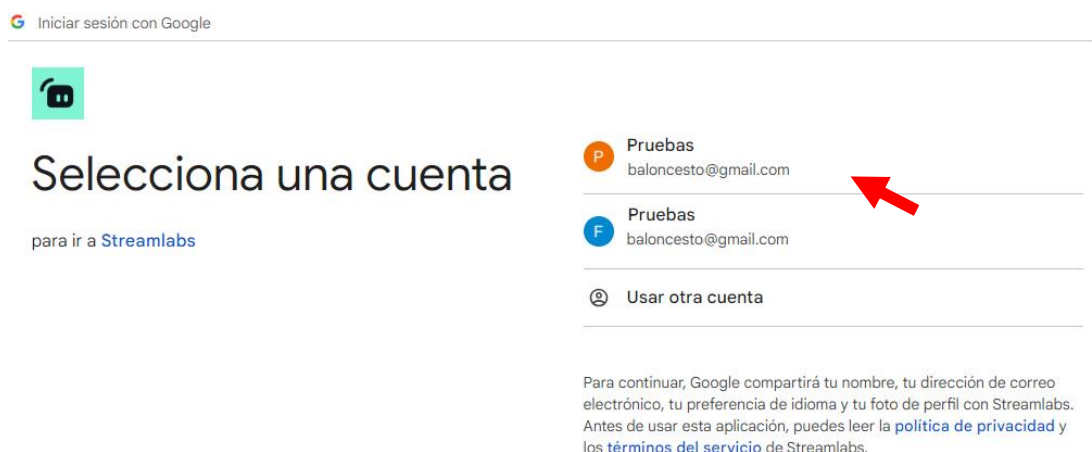 Iniciar sesión con Google
Selecciona una cuenta
para ir a Streamlabs
P
Pruebas
baloncesto@gmail.com
F
Pruebas
baloncesto@gmail.com
Usar otra cuenta
Para continuar, Google compartirá tu nombre, tu dirección de correo
electrónico, tu preferencia de idioma y tu foto de perfil con Streamlabs.
Antes de usar esta aplicación, puedes leer la política de privacidad y
los términos del servicio de Streamlabs.